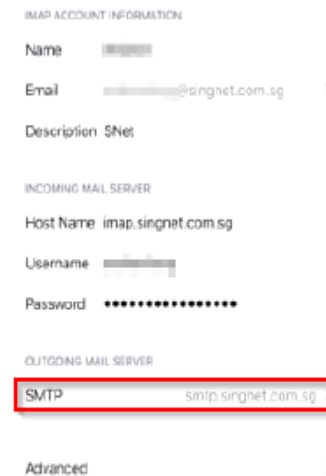 IMAP ACCOUNT INFORMATION
Name
Email @singnet.com.sg
Description SNet
INCOMING MAIL SERVER
Host Name imap.singnet.com.sg
Username
Password ••••••••••••••••
OUTGOING MAIL SERVER
SMTP smtp.singnet.com.sg
Advanced